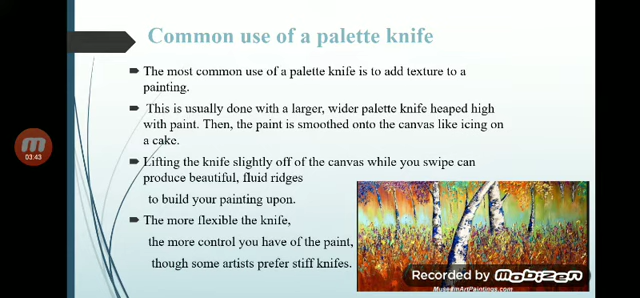 Common use of a palette knife
The most common use of a palette knife is to add texture to a
painting.
This is usually done with a larger, wider palette knife heaped high
with paint. Then, the paint is smoothed onto the canvas like icing on
a cake.
Lifting the knife slightly off of the canvas while you swipe can
produce beautiful, fluid ridges
to build your painting upon.
The more flexible the knife,
the more control you have of the paint,
though some artists prefer stiff knifes.
03:43
Recorded by mobizen
MuseumArtPaintings.com